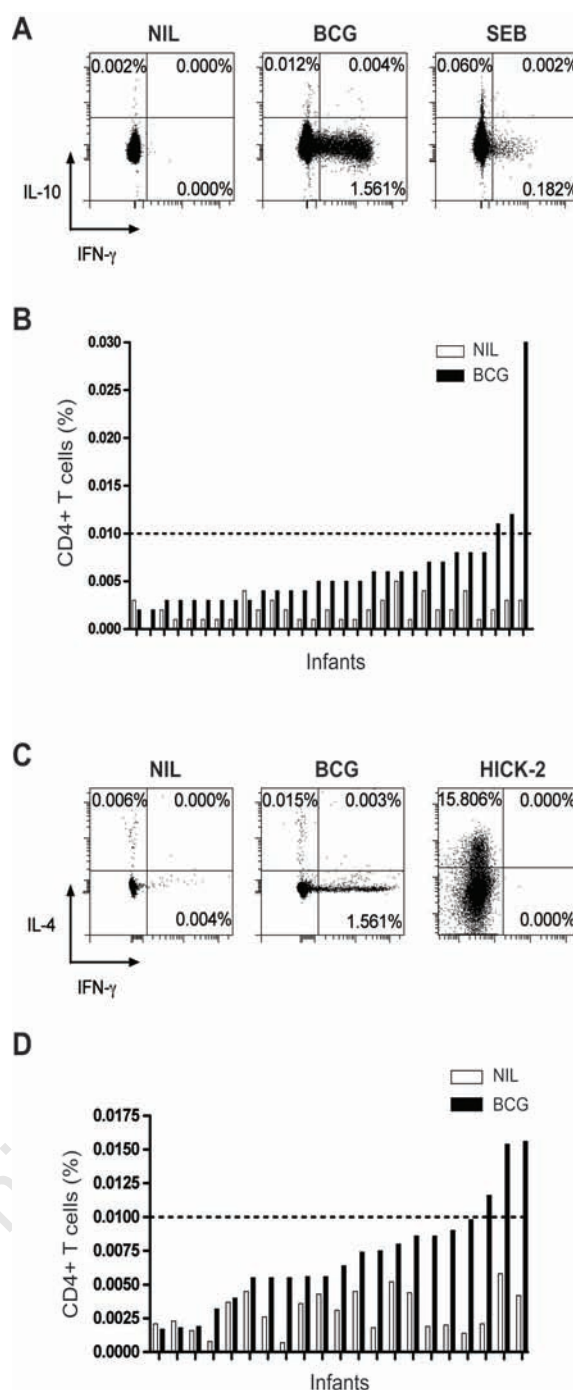 A
NIL BCG SEB
0.002% 0.000% 0.012% 0.004% 0.060% 0.002%
0.000% 1.561% 0.182%
IL-10
IFN-γ
B
0.030
0.025
0.020
0.015
0.010
0.005
0.000
CD4+ T cells (%)
NIL
BCG
Infants
C
NIL BCG HICK-2
0.006% 0.000% 0.015% 0.003% 15.806% 0.000%
0.004% 1.561% 0.000%
IL-4
IFN-γ
D
NIL
BCG
0.0175
0.0150
0.0125
0.0100
0.0075
0.0050
0.0025
0.0000
CD4+ T cells (%)
Infants